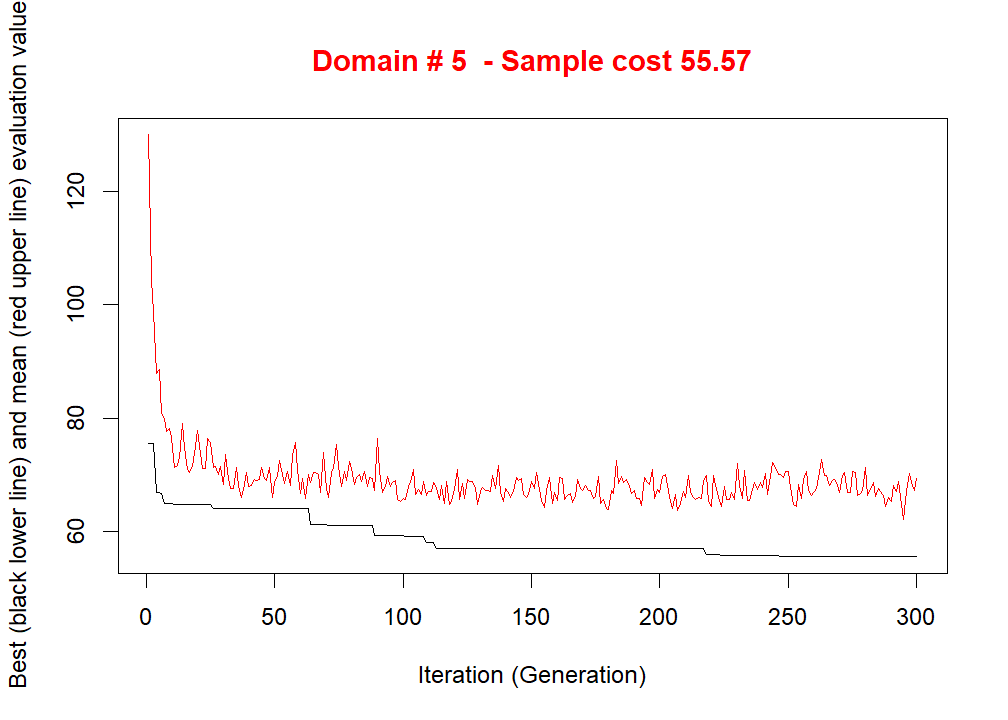 Domain # 5  - Sample cost 55.57
Best (black lower line) and mean (red upper line) evaluation value
120
100
80
60
0 50 100 150 200 250 300
Iteration (Generation)